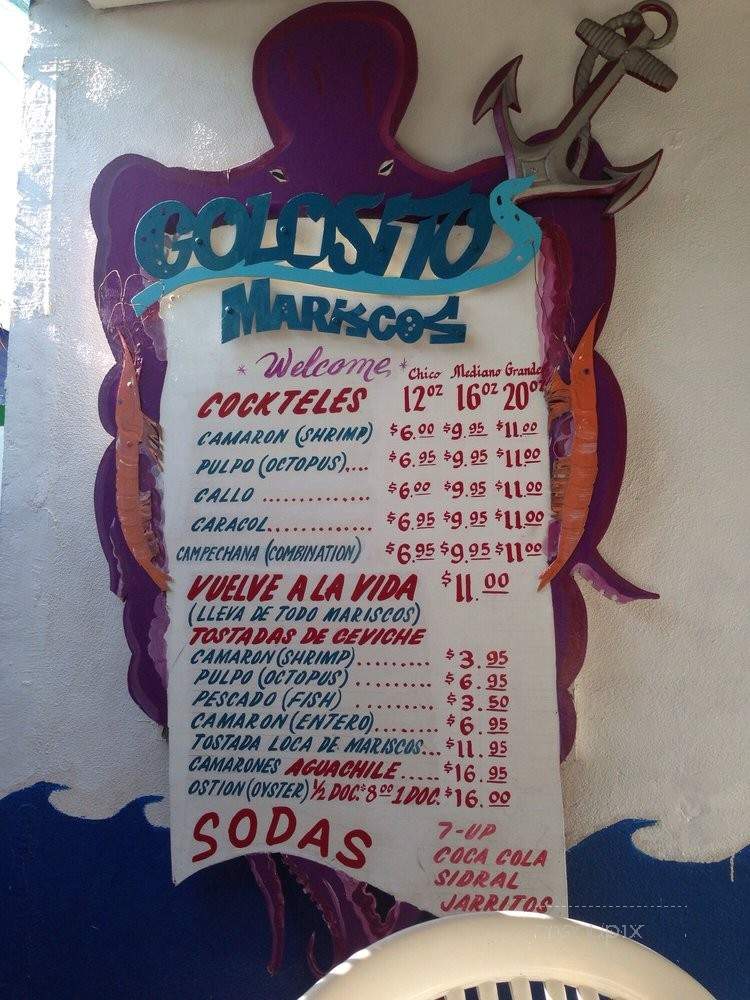 GOLOSITOS
MARISCOS
* Welcome *
Chico Mediano Grande
COCKTELES 12oz 16oz 20oz
CAMARON (SHRIMP) $6.00 $9.95 $11.00
PULPO (OCTOPUS).... $6.95 $9.95 $11.00
CALLO .............. $6.00 $9.95 $11.00
CARACOL............. $6.95 $9.95 $11.00
CAMPECHANA (COMBINATION) $6.95 $9.95 $11.00
VUELVE A LA VIDA $11.00
(LLEVA DE TODO MARISCOS)
TOSTADAS DE CEVICHE
CAMARON (SHRIMP) .......... $3.95
PULPO (OCTOPUS) .......... $6.95
PESCADO (FISH) .......... $3.50
CAMARON (ENTERO)......... $6.95
TOSTADA LOCA DE MARISCOS... $11.95
CAMARONES AGUACHILE ..... $16.95
OSTION (OYSTER) ½ DOC. $8.00 1 DOC. $16.00
SODAS
7-UP
COCA COLA
SIDRAL
JARRITOS